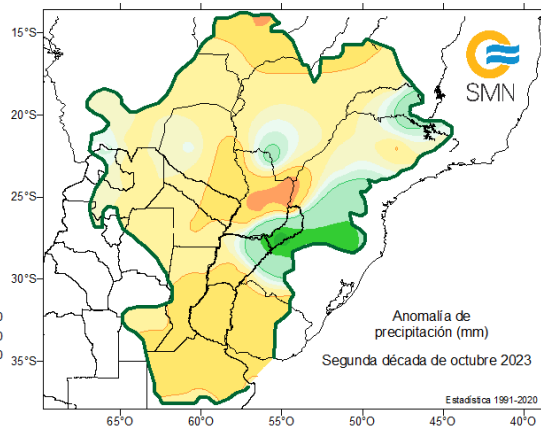 15°S
20°S
25°S
30°S
35°S
SMN
Anomalía de
precipitación (mm)
Segunda década de octubre 2023
Estadística 1991-2020
65°O
60°O
55°O
50°O
45°O
40°O